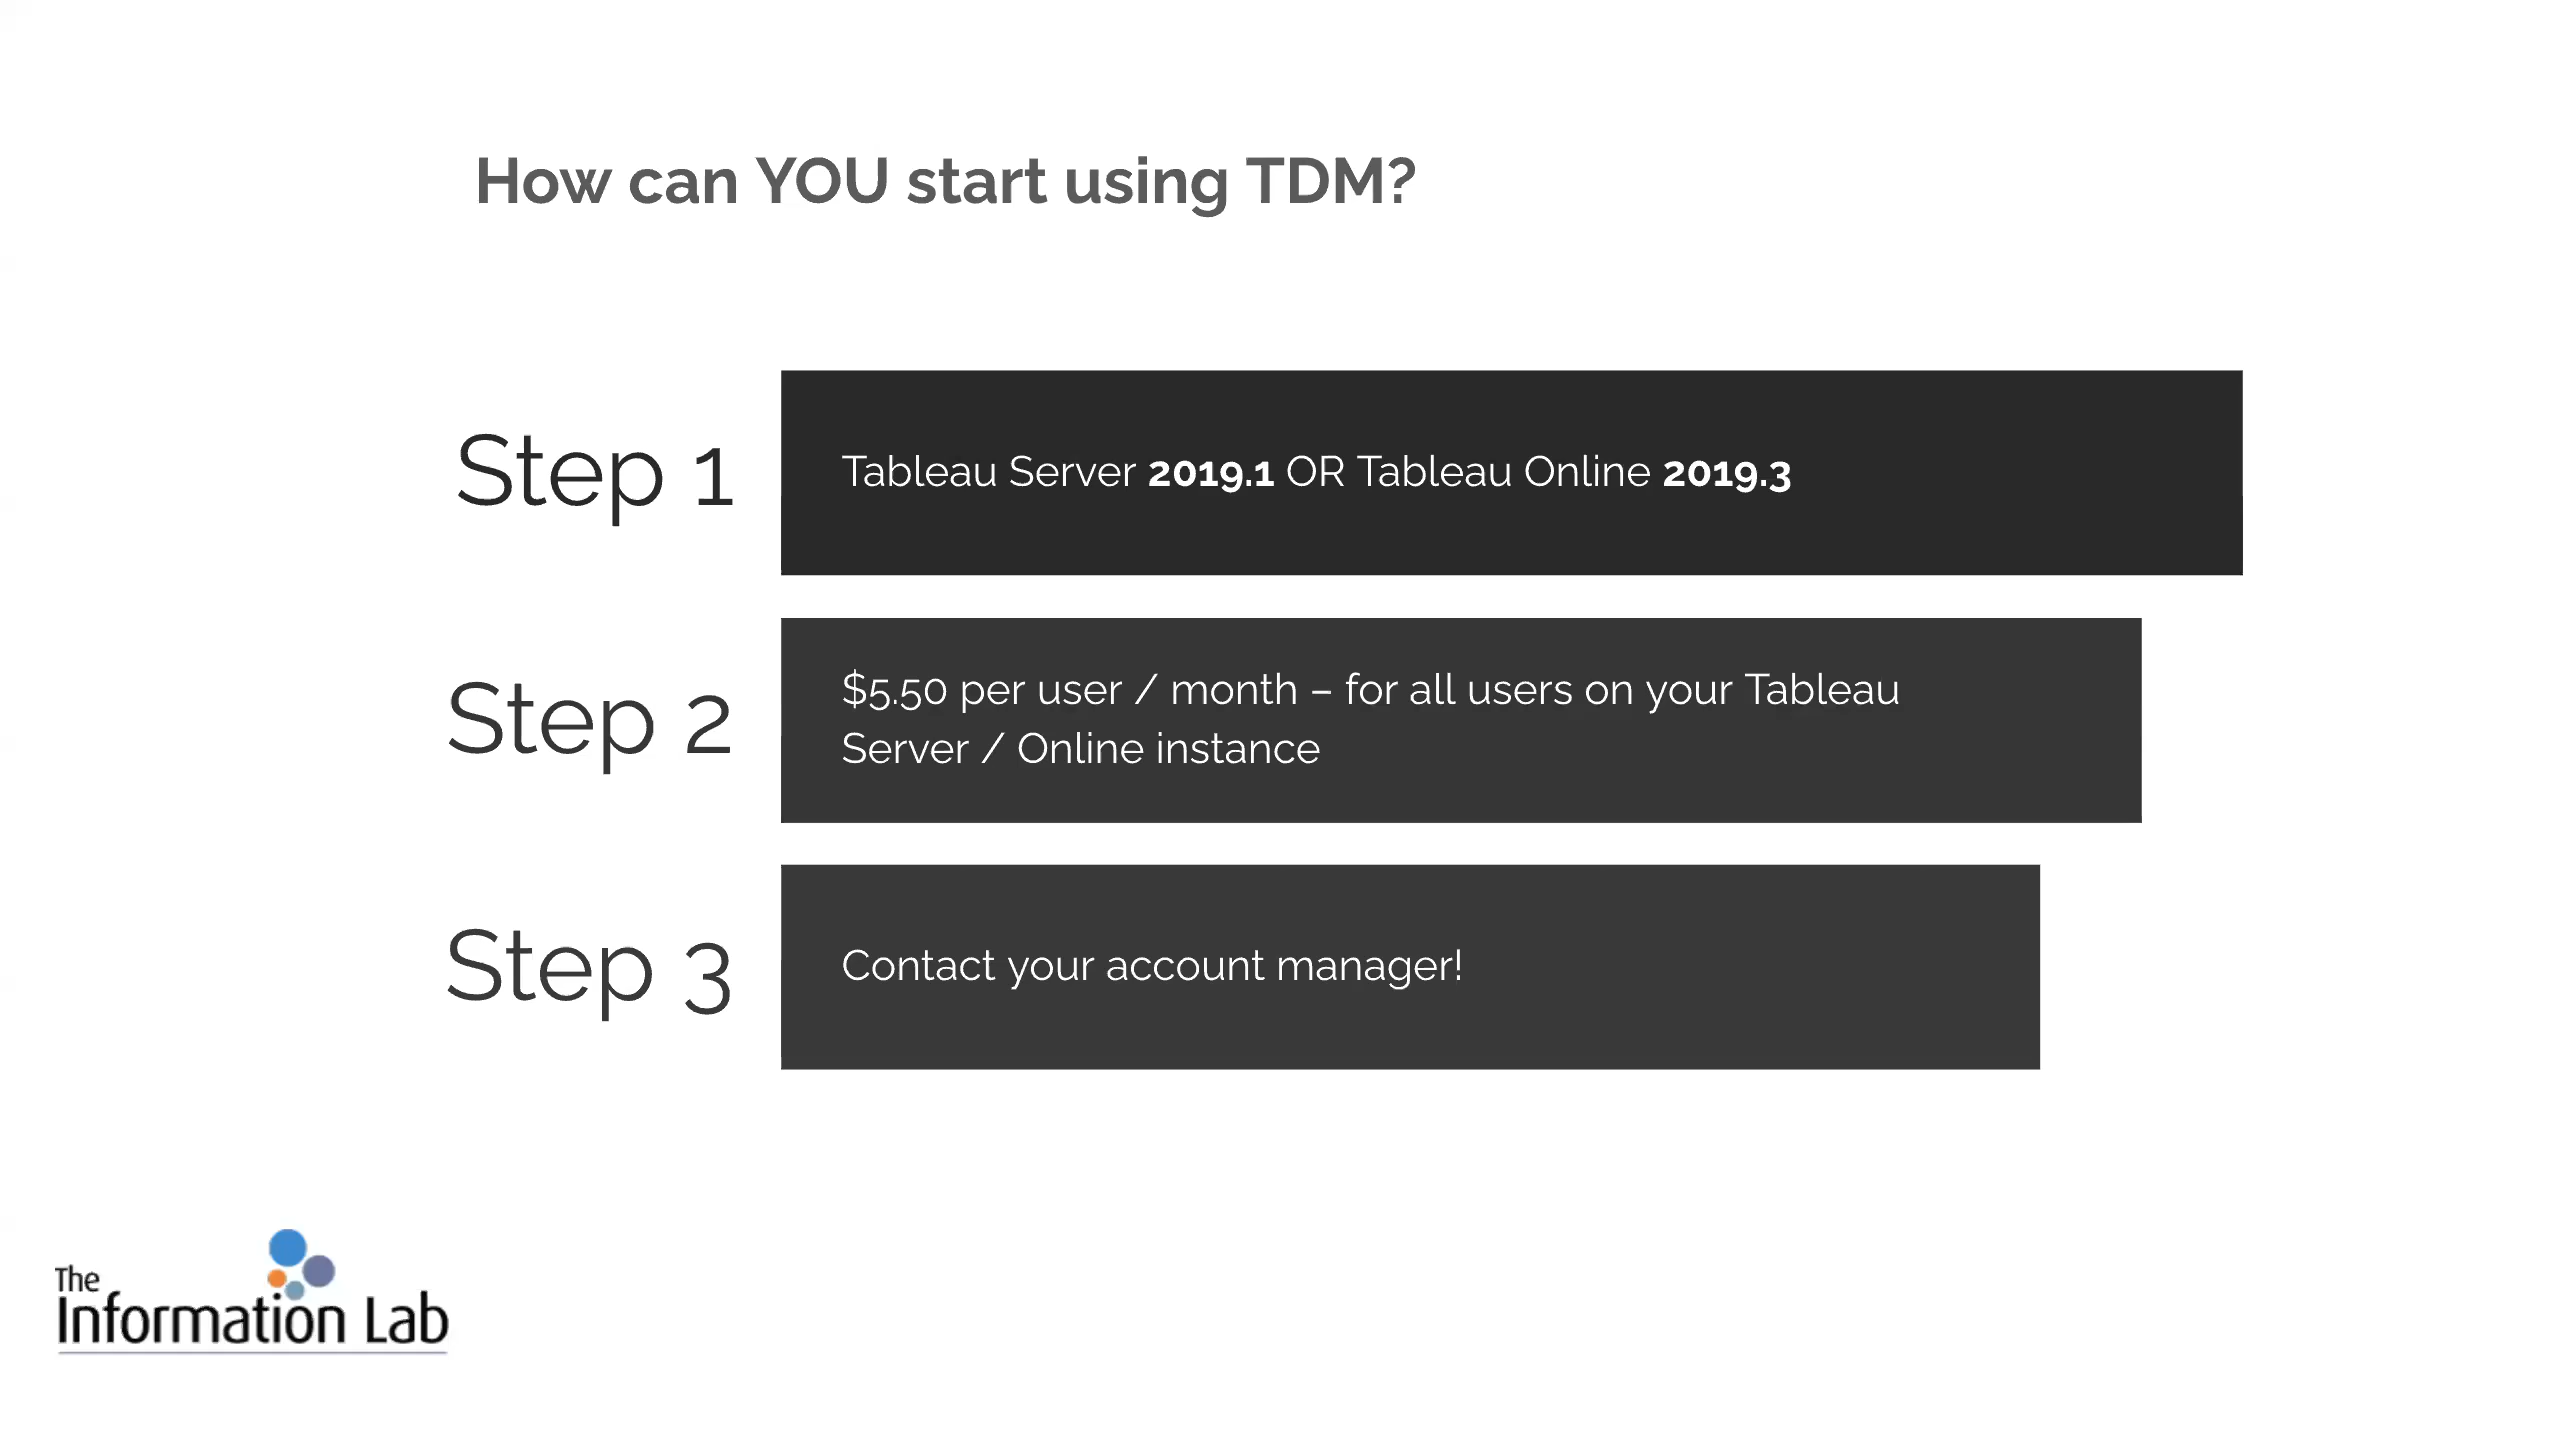 How can YOU start using TDM?
Step 1
Tableau Server 2019.1 OR Tableau Online 2019.3
Step 2
$5.50 per user / month – for all users on your Tableau
Server / Online instance
Step 3
Contact your account manager!
The
Information Lab